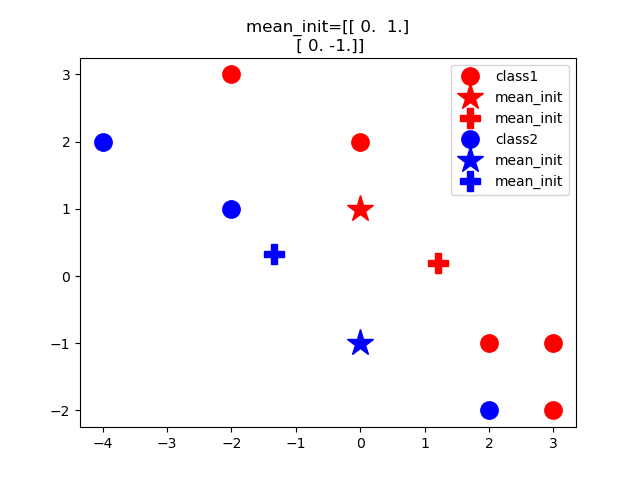 mean_init=[[ 0.  1.]
[ 0. -1.]]
class1
mean_init
mean_init
class2
mean_init
mean_init
3
2
1
0
−1
−2
−4
−3
−2
−1
0
1
2
3